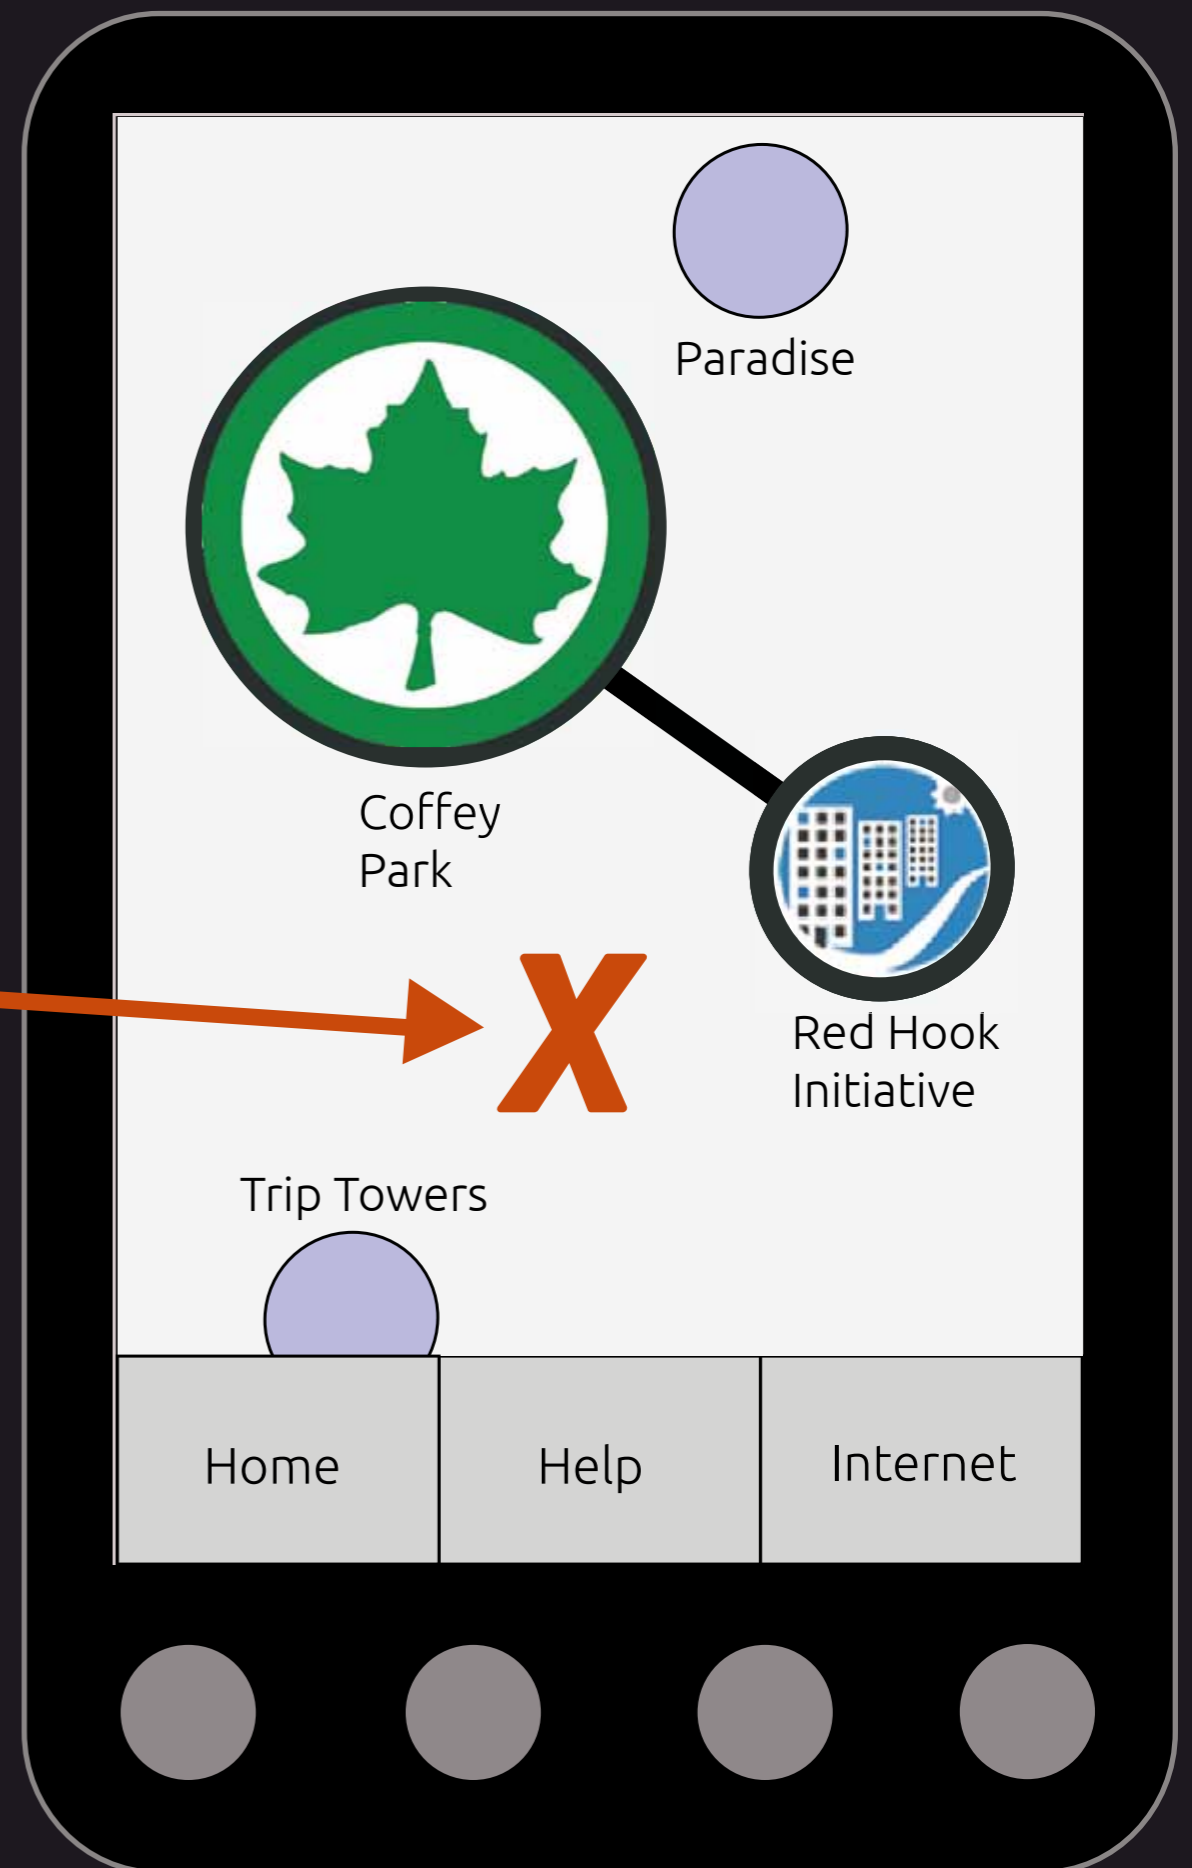 Paradise
Coffey
Park
X
Red Hook
Initiative
Trip Towers
Home
Help
Internet